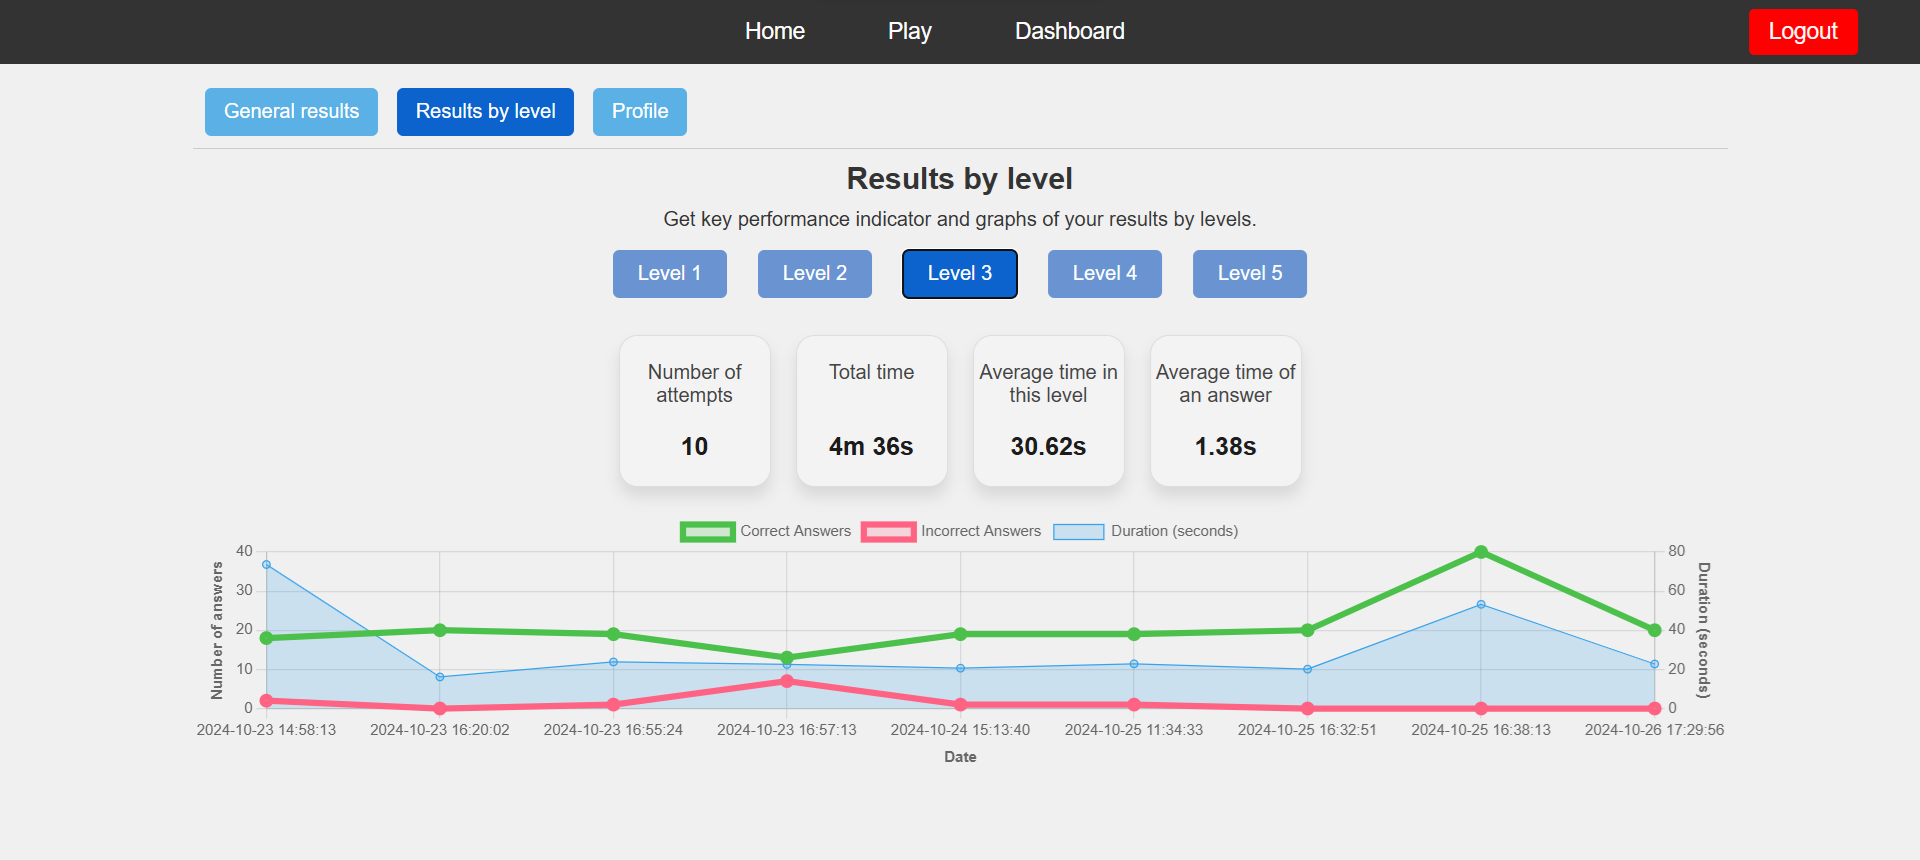 Home Play Dashboard Logout
General results Results by level Profile
Results by level
Get key performance indicator and graphs of your results by levels.
Level 1 Level 2 Level 3 Level 4 Level 5
Number of attempts
10
Total time
4m 36s
Average time in this level
30.62s
Average time of an answer
1.38s
Correct Answers Incorrect Answers Duration (seconds)
Number of answers
40
30
20
10
0
80
60
40
20
0
Duration (seconds)
2024-10-23 14:58:13 2024-10-23 16:20:02 2024-10-23 16:55:24 2024-10-23 16:57:13 2024-10-24 15:13:40 2024-10-25 11:34:33 2024-10-25 16:32:51 2024-10-25 16:38:13 2024-10-26 17:29:56
Date